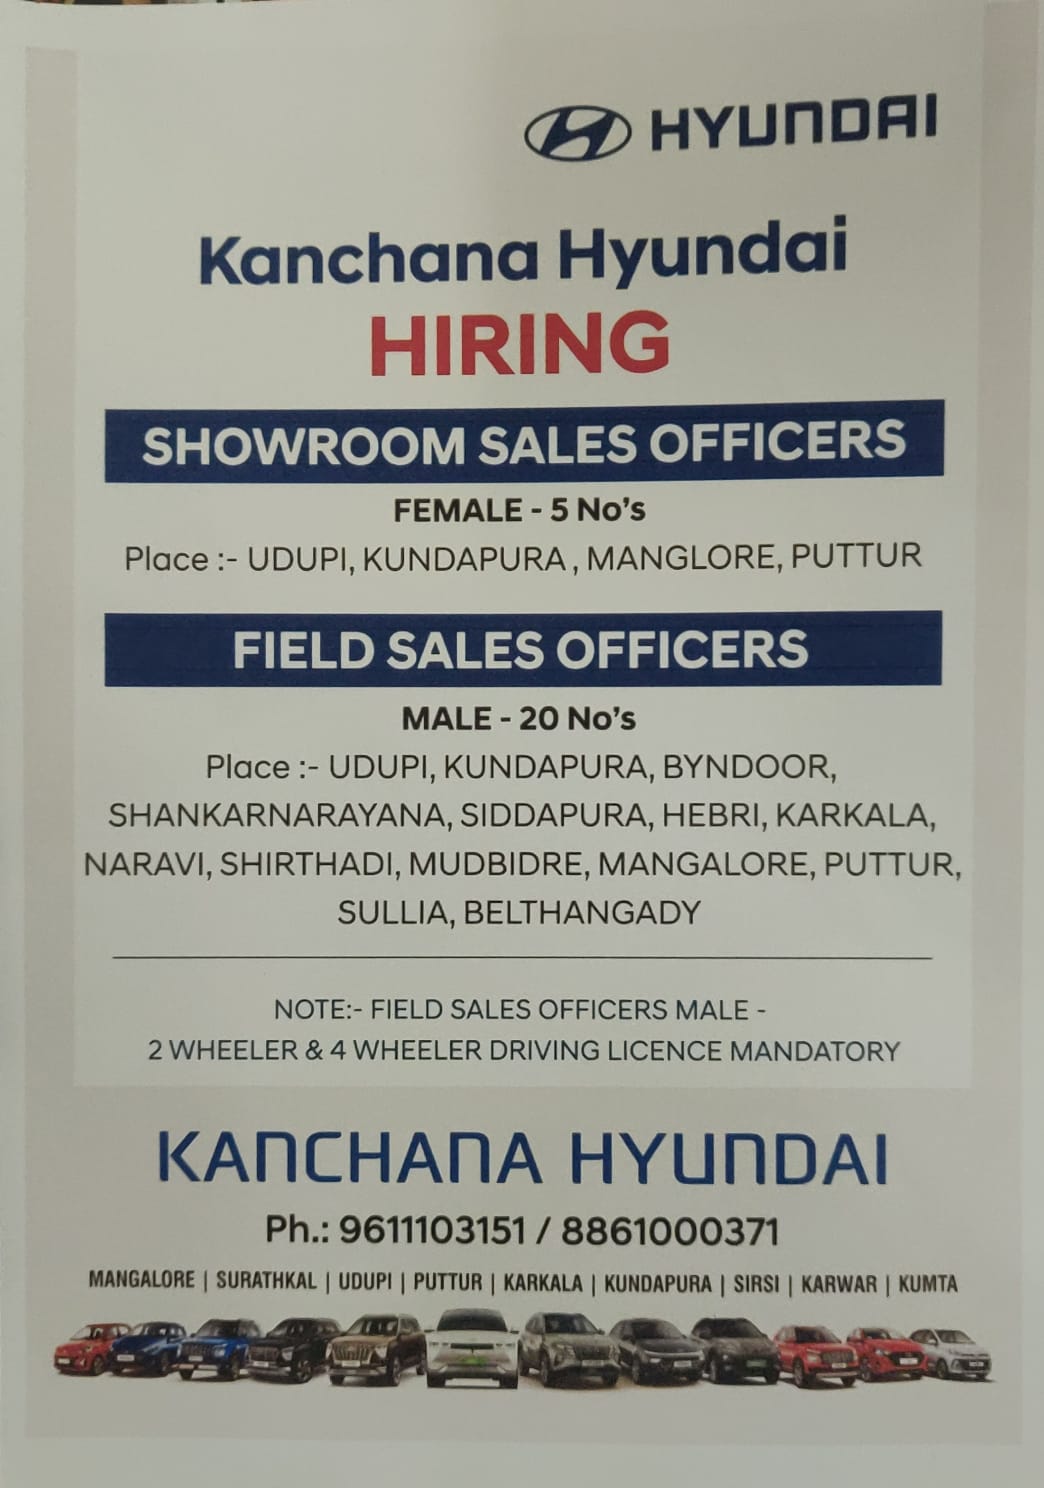 HYUNDAI
Kanchana Hyundai
HIRING
SHOWROOM SALES OFFICERS
FEMALE - 5 No's
Place :- UDUPI, KUNDAPURA , MANGLORE, PUTTUR
FIELD SALES OFFICERS
MALE - 20 No's
Place :- UDUPI, KUNDAPURA, BYNDOOR,
SHANKARNARAYANA, SIDDAPURA, HEBRI, KARKALA,
NARAVI, SHIRTHADI, MUDBIDRE, MANGALORE, PUTTUR,
SULLIA, BELTHANGADY
NOTE:- FIELD SALES OFFICERS MALE -
2 WHEELER & 4 WHEELER DRIVING LICENCE MANDATORY
KANCHANA HYUNDAI
Ph.: 9611103151 / 8861000371
MANGALORE | SURATHKAL | UDUPI | PUTTUR | KARKALA | KUNDAPURA | SIRSI | KARWAR | KUMTA